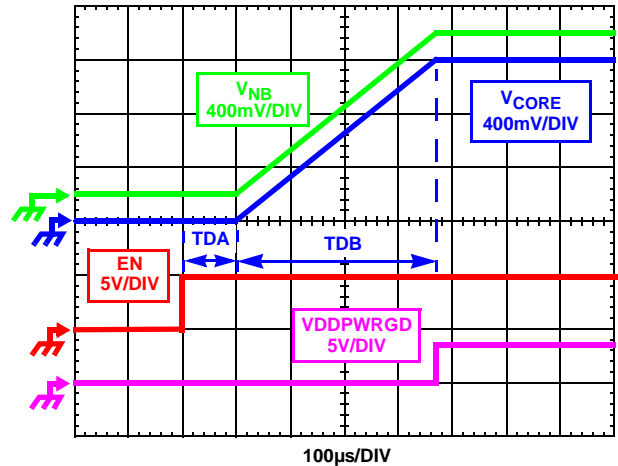 VNB
400mV/DIV
VCORE
400mV/DIV
TDA
TDB
EN
5V/DIV
VDDPWRGD
5V/DIV
100µs/DIV